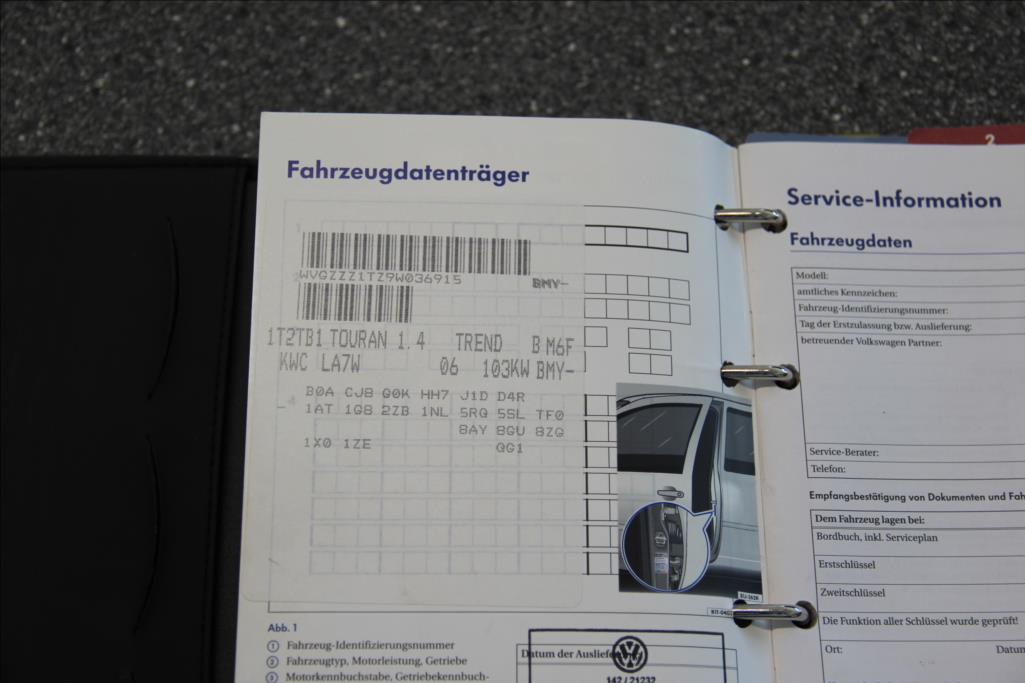 Fahrzeugdatenträger
WVGZZZ1TZ9W036915
BMY-
1T2TB1 TOURAN 1.4 TREND B M6F
KWC LA7W 06 103KW BMY-
B0A CJB G0K HH7 J1D D4R
1AT 1G8 2ZB 1NL 5RQ 5SL TF0
8AY 8GU 8ZQ
1X0 1ZE QG1
Abb. 1
① Fahrzeug-Identifizierungsnummer
② Fahrzeugtyp, Motorleistung, Getriebe
③ Motorkennbuchstabe, Getriebekennbuch-
Datum der Auslief
142 / 21232
2
Service-Information
Fahrzeugdaten
Modell:
amtliches Kennzeichen:
Fahrzeug-Identifizierungsnummer:
Tag der Erstzulassung bzw. Auslieferung:
betreuender Volkswagen Partner:
Service-Berater:
Telefon:
Empfangsbestätigung von Dokumenten und Fah
Dem Fahrzeug lagen bei:
Bordbuch, inkl. Serviceplan
Erstschlüssel
Zweitschlüssel
Die Funktion aller Schlüssel wurde geprüft!
Ort: Datum